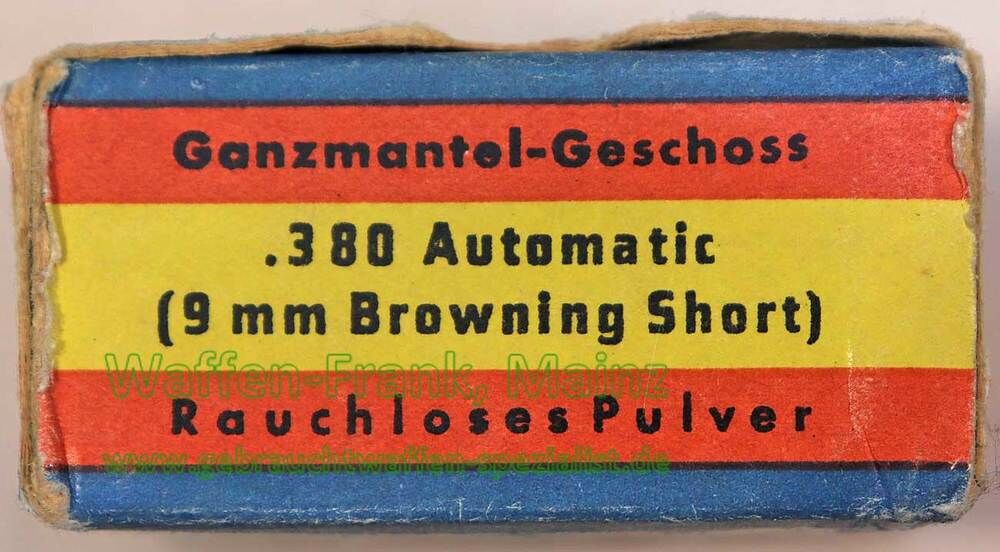 Ganzmantel-Geschoss
.380 Automatic
(9 mm Browning Short)
Waffen-Frank, Mainz
Rauchloses Pulver
www.gebrauchtwaffen-spezialist.de